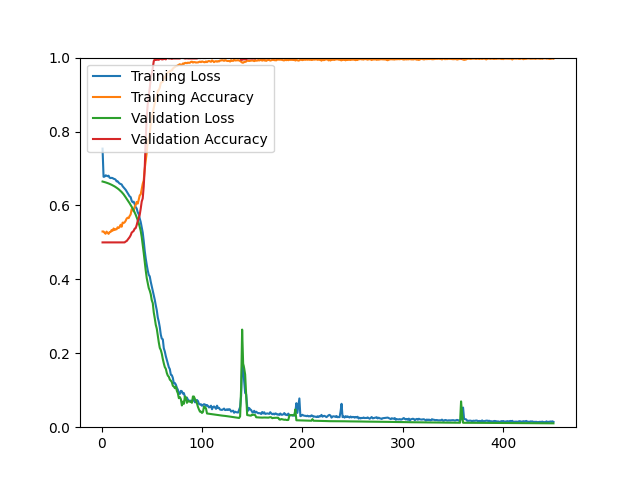 1.0
0.8
0.6
0.4
0.2
0.0
Training Loss
Training Accuracy
Validation Loss
Validation Accuracy
0 100 200 300 400